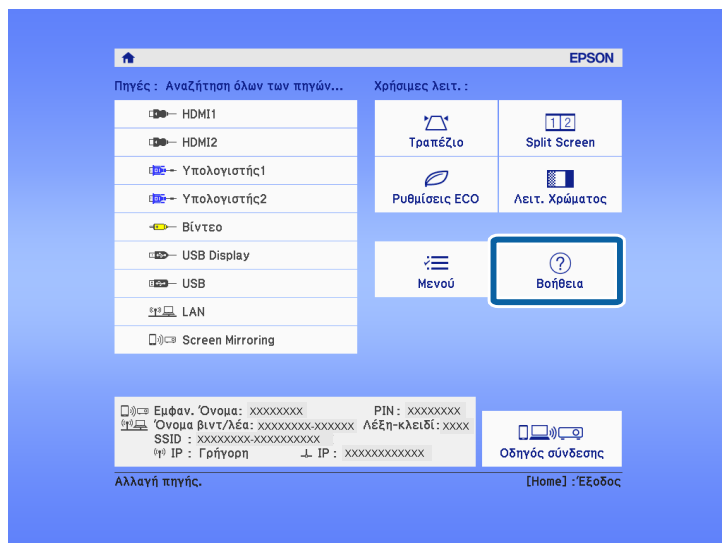 EPSON
Πηγές : Αναζήτηση όλων των πηγών...
HDMI1
HDMI2
Υπολογιστής1
Υπολογιστής2
Βίντεο
USB Display
USB
LAN
Screen Mirroring
Χρήσιμες λειτ. :
Τραπέζιο
1 2
Split Screen
Ρυθμίσεις ECO
Λειτ. Χρώματος
Μενού
?
Βοήθεια
Εμφαν. Όνομα: XXXXXXXX PIN : XXXXXXXX
Όνομα βιντ/λέα: XXXXXXXX-XXXXXX Λέξη-κλειδί: XXXX
SSID : XXXXXXXX-XXXXXXXXXX
IP : Γρήγορη IP : XXXXXXXXXXXX
Οδηγός σύνδεσης
Αλλαγή πηγής. [Home] :Έξοδος